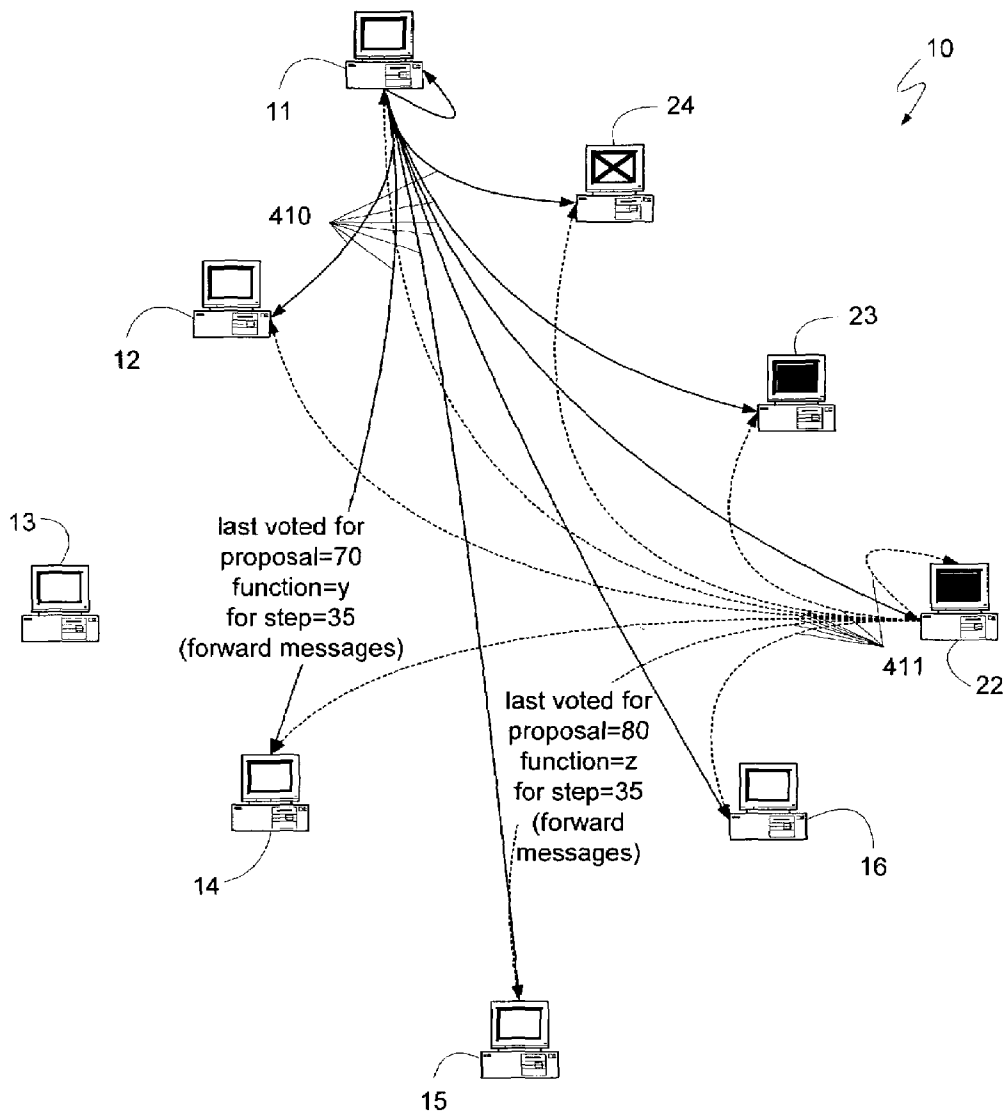 10
11
24
410
12
23
13
last voted for
proposal=70
function=y
for step=35
(forward messages)
411
22
last voted for
proposal=80
function=z
for step=35
(forward
messages)
14
16
15